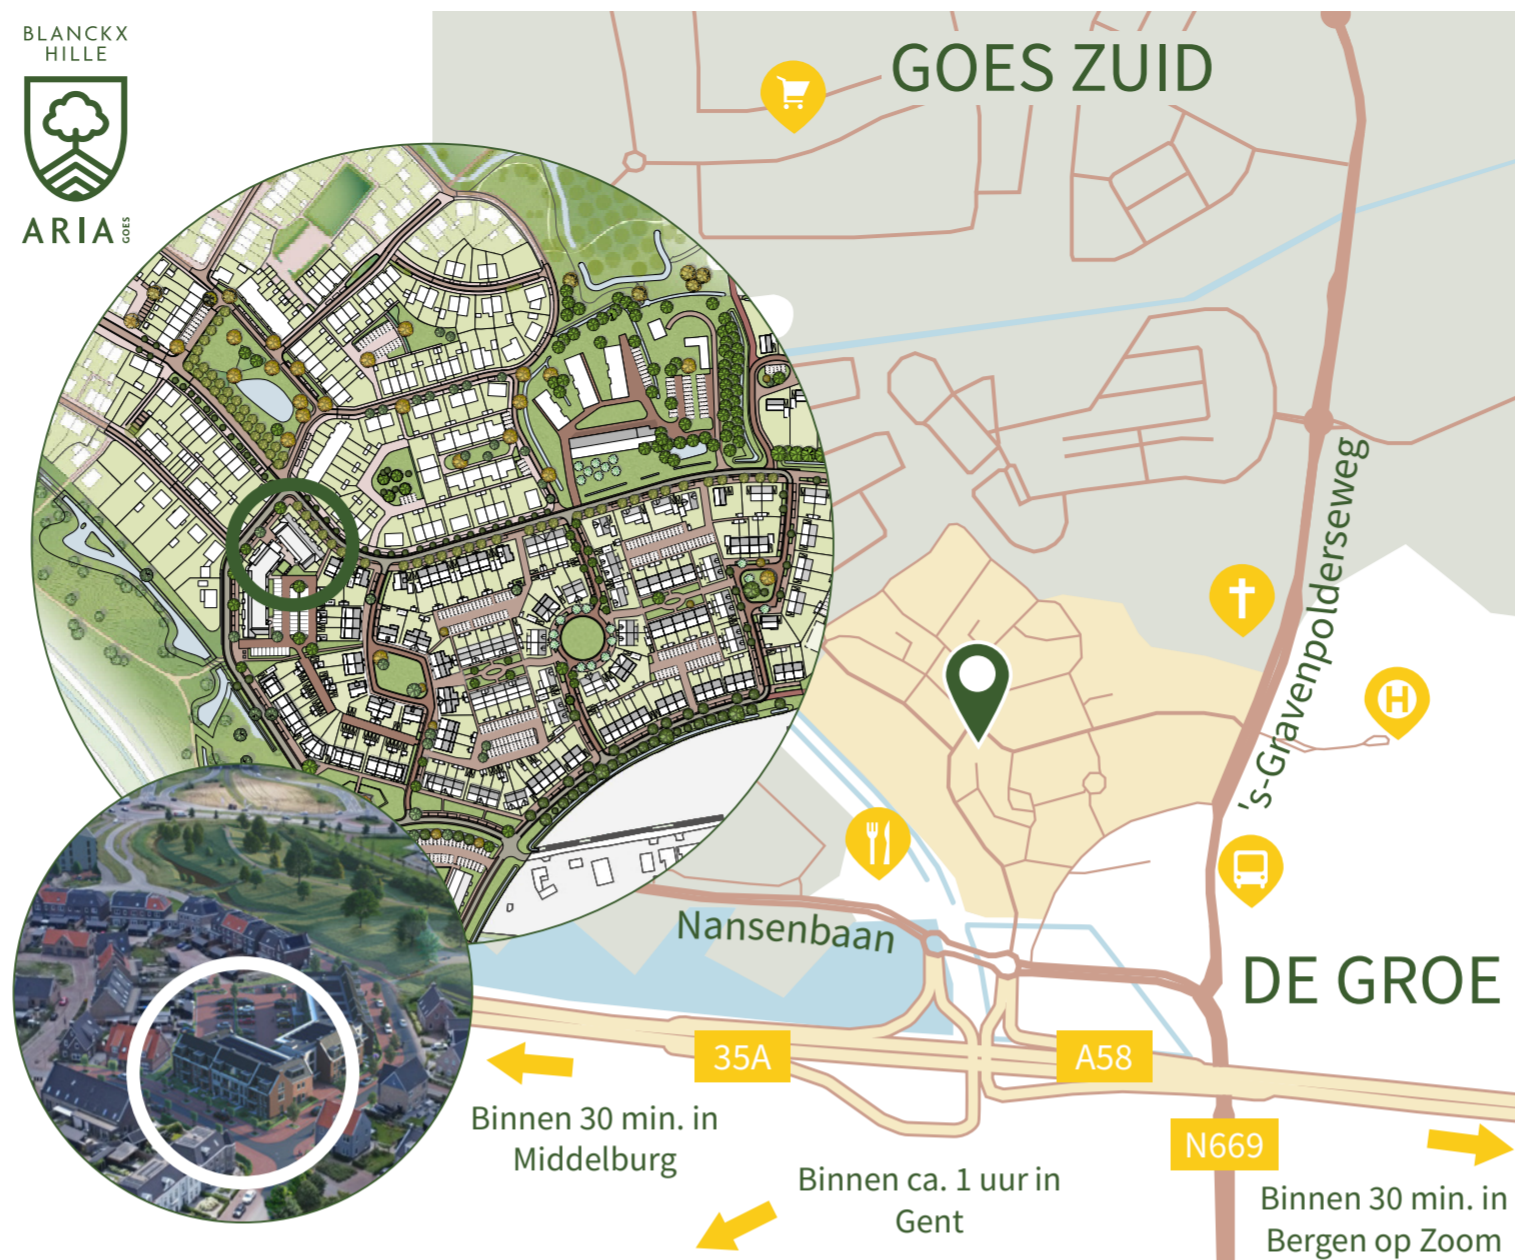 BLANCKX
HILLE
ARIA GOES
GOES ZUID
's-Gravenpolderseweg
Nansenbaan
DE GROE
35A
A58
N669
Binnen 30 min. in
Middelburg
Binnen ca. 1 uur in
Gent
Binnen 30 min. in
Bergen op Zoom
H